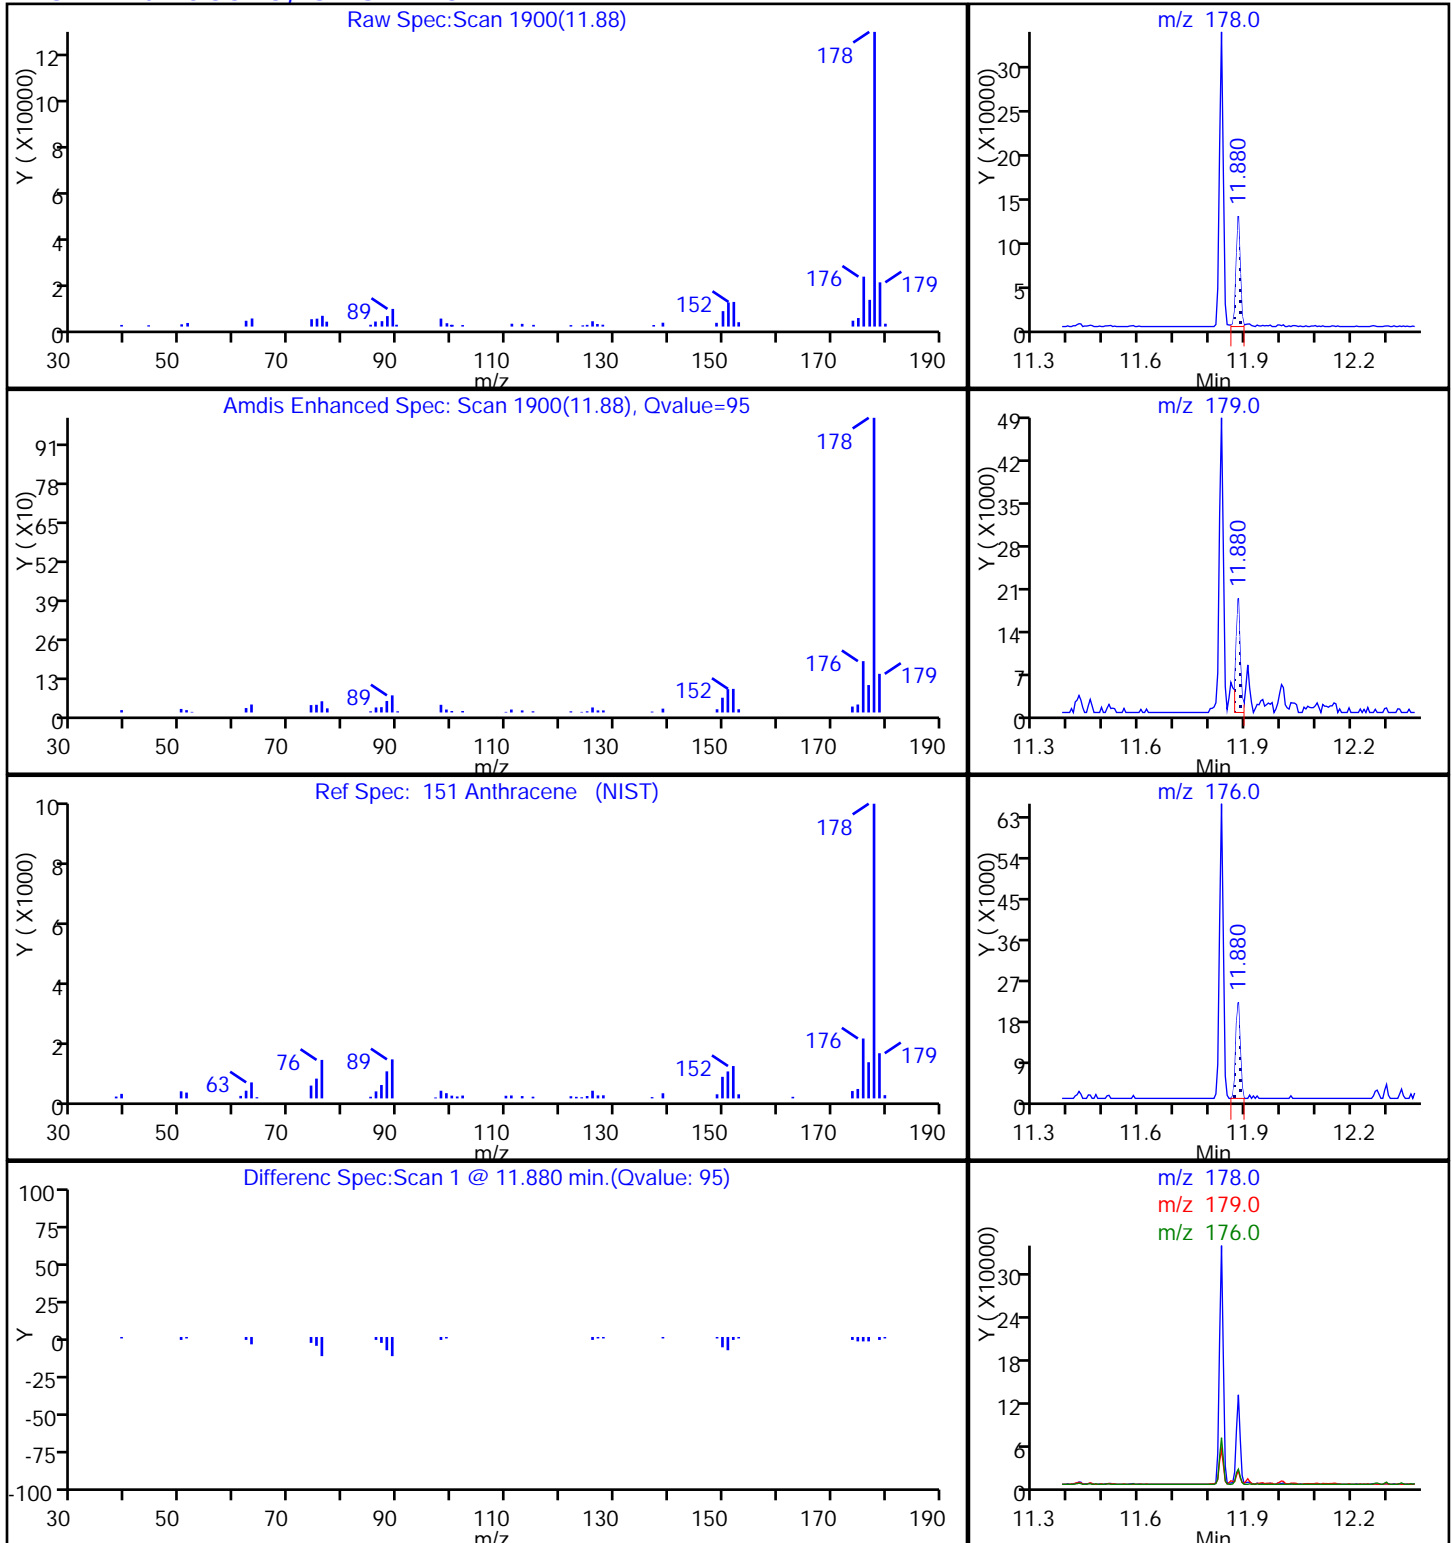 Raw Spec:Scan 1900(11.88)
Y ( X10000)
12
10
8
6
4
2
0
178
176
179
152
89
30 50 70 90 110 130 150 170 190
m/z
m/z 178.0
Y ( X10000)
30
25
20
15
10
5
0
11.880
11.3 11.6 11.9 12.2
Min
Amdis Enhanced Spec: Scan 1900(11.88), Qvalue=95
Y ( X10)
91
78
65
52
39
26
13
0
178
176
179
152
89
30 50 70 90 110 130 150 170 190
m/z
m/z 179.0
Y ( X1000)
49
42
35
28
21
14
7
0
11.880
11.3 11.6 11.9 12.2
Min
Ref Spec: 151 Anthracene (NIST)
Y ( X1000)
10
8
6
4
2
0
178
176
179
152
89
76
63
30 50 70 90 110 130 150 170 190
m/z
m/z 176.0
Y ( X1000)
63
54
45
36
27
18
9
0
11.880
11.3 11.6 11.9 12.2
Min
Differenc Spec:Scan 1 @ 11.880 min.(Qvalue: 95)
Y
100
75
50
25
0
-25
-50
-75
-100
30 50 70 90 110 130 150 170 190
m/z
m/z 178.0
m/z 179.0
m/z 176.0
Y ( X10000)
30
24
18
12
6
0
11.3 11.6 11.9 12.2
Min